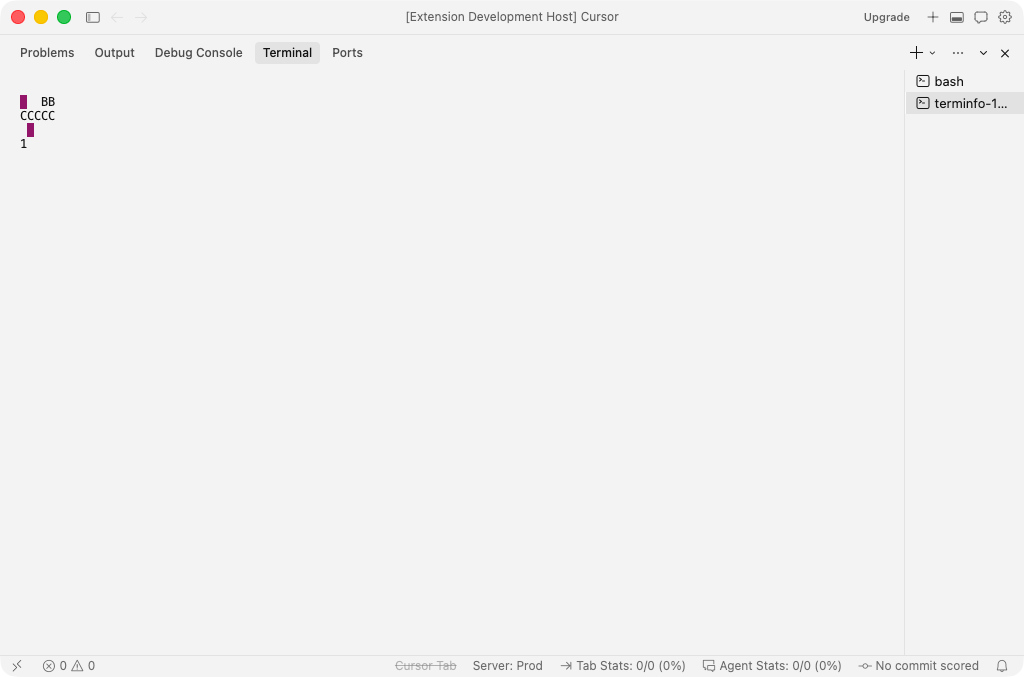 [Extension Development Host] Cursor
Upgrade
Problems Output Debug Console Terminal Ports
bash
terminfo-1...
BB
CCCCC
1
0 0 Cursor Tab Server: Prod Tab Stats: 0/0 (0%) Agent Stats: 0/0 (0%) No commit scored